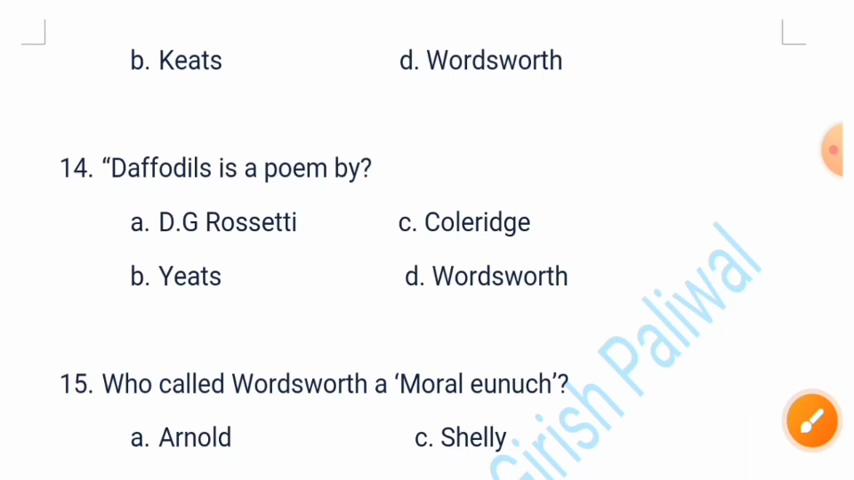 b. Keats d. Wordsworth
14. “Daffodils is a poem by?
a. D.G Rossetti c. Coleridge
b. Yeats d. Wordsworth
15. Who called Wordsworth a ‘Moral eunuch’?
a. Arnold c. Shelly
Girish Paliwal